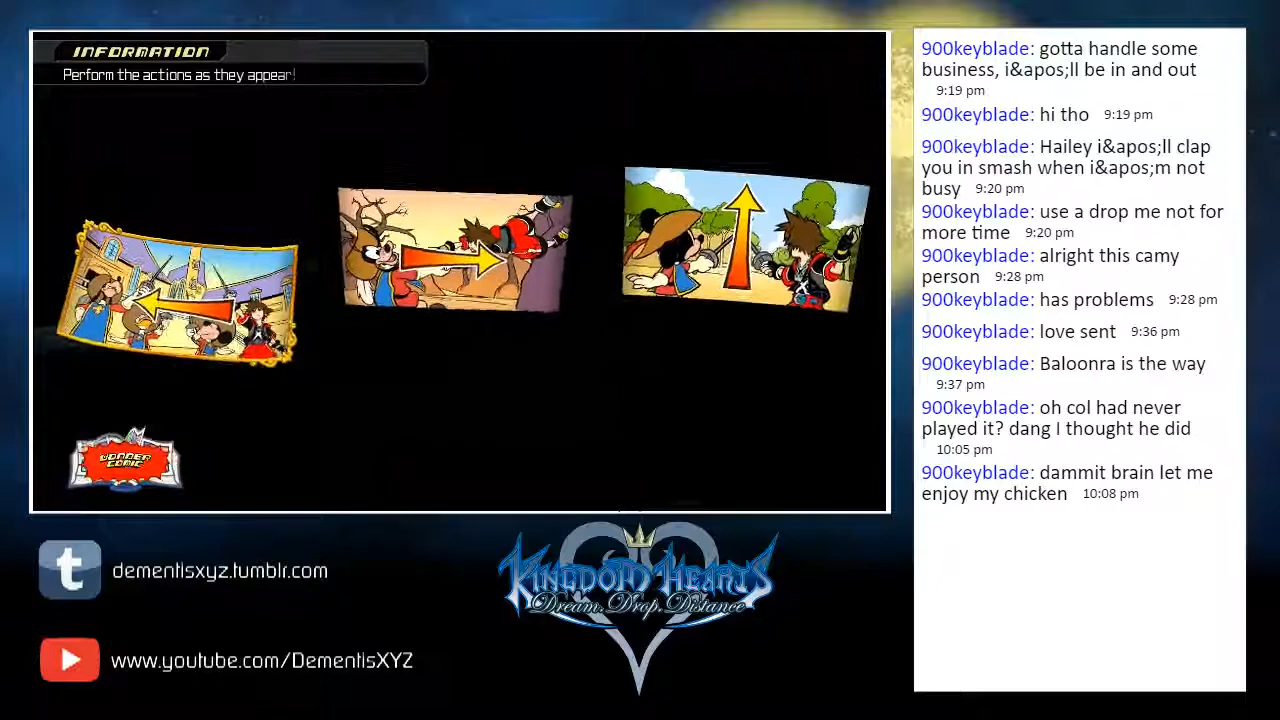 INFORMATION
Perform the actions as they appear!
WONDER
COMIC
dementisxyz.tumblr.com
www.youtube.com/DementisXYZ
KINGDOM HEARTS
Dream.Drop.Distance
900keyblade: gotta handle some
business, i&apos;ll be in and out
9:19 pm
900keyblade: hi tho 9:19 pm
900keyblade: Hailey i&apos;ll clap
you in smash when i&apos;m not
busy 9:20 pm
900keyblade: use a drop me not for
more time 9:20 pm
900keyblade: alright this camy
person 9:28 pm
900keyblade: has problems 9:28 pm
900keyblade: love sent 9:36 pm
900keyblade: Baloonra is the way
9:37 pm
900keyblade: oh col had never
played it? dang I thought he did
10:05 pm
900keyblade: dammit brain let me
enjoy my chicken 10:08 pm